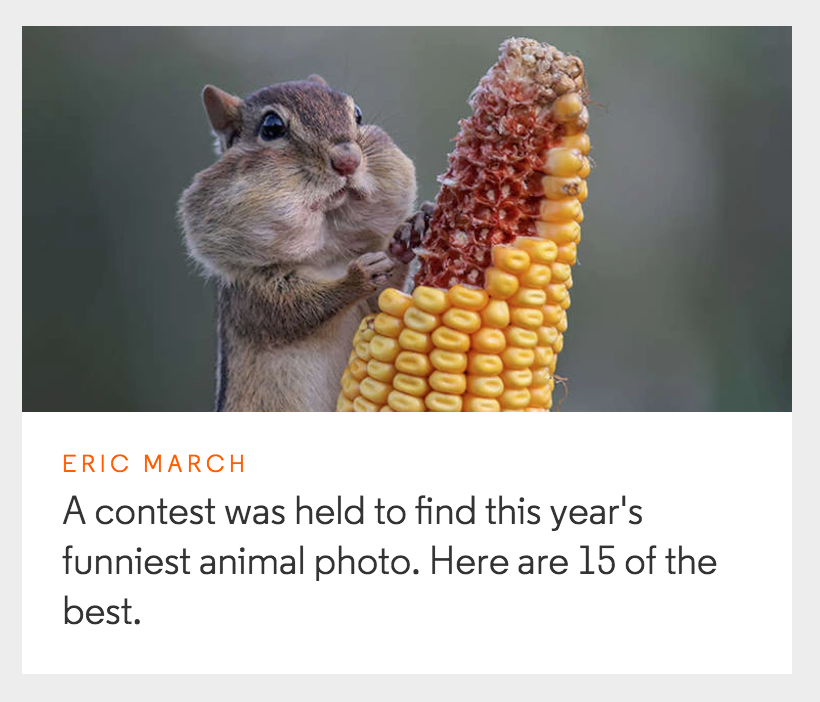 ERIC MARCH
A contest was held to find this year's
funniest animal photo. Here are 15 of the
best.